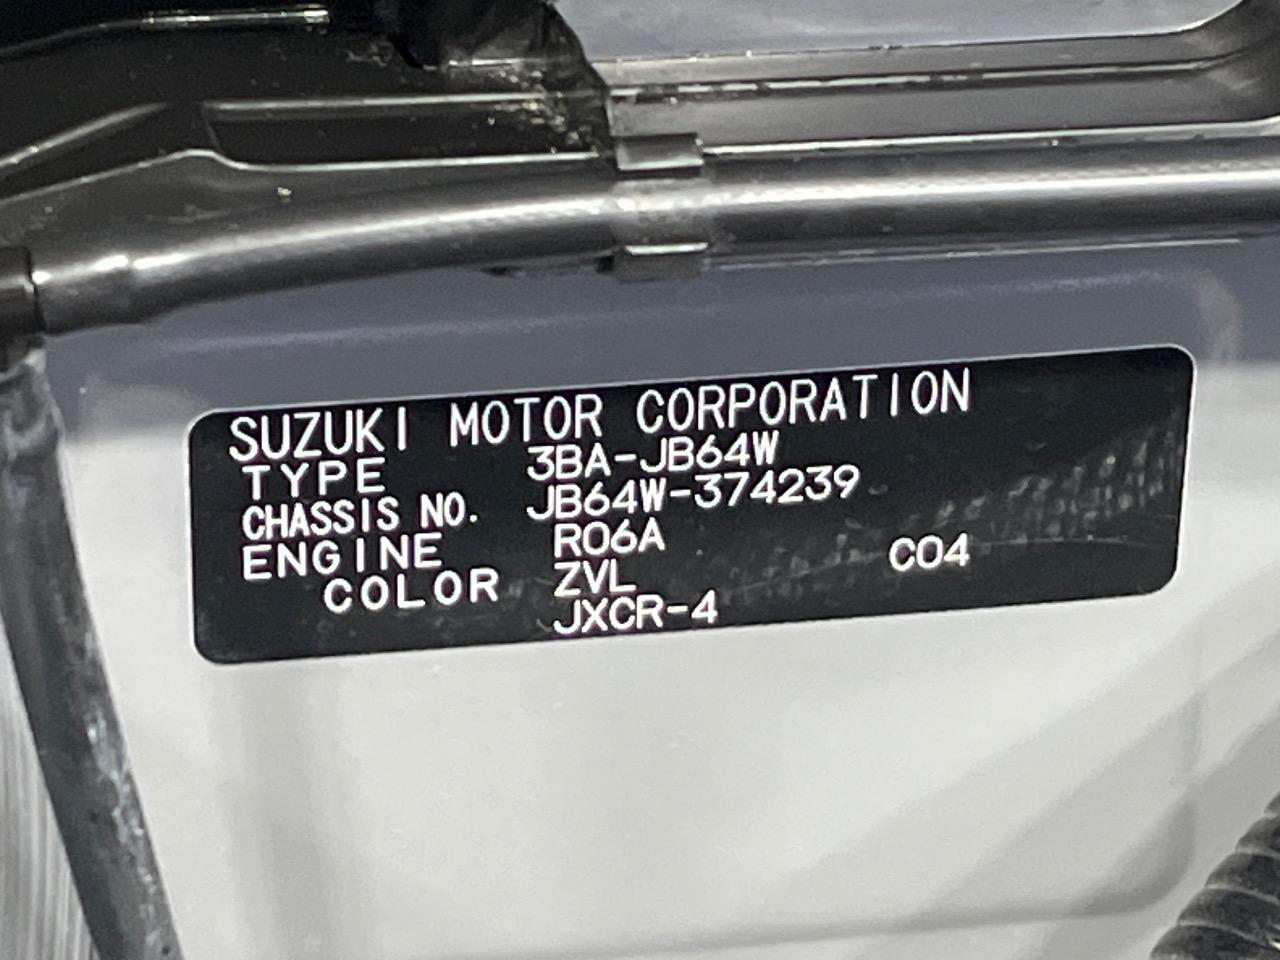 SUZUKI MOTOR CORPORATION
TYPE 3BA-JB64W
CHASSIS NO. JB64W-374239
ENGINE R06A
COLOR ZVL C04
JXCR-4